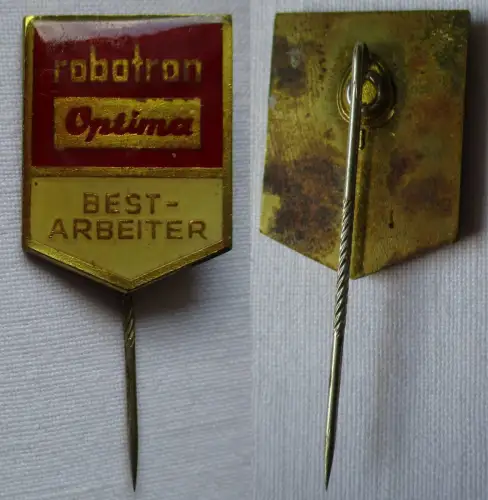 robotron
Optima
BEST-
ARBEITER